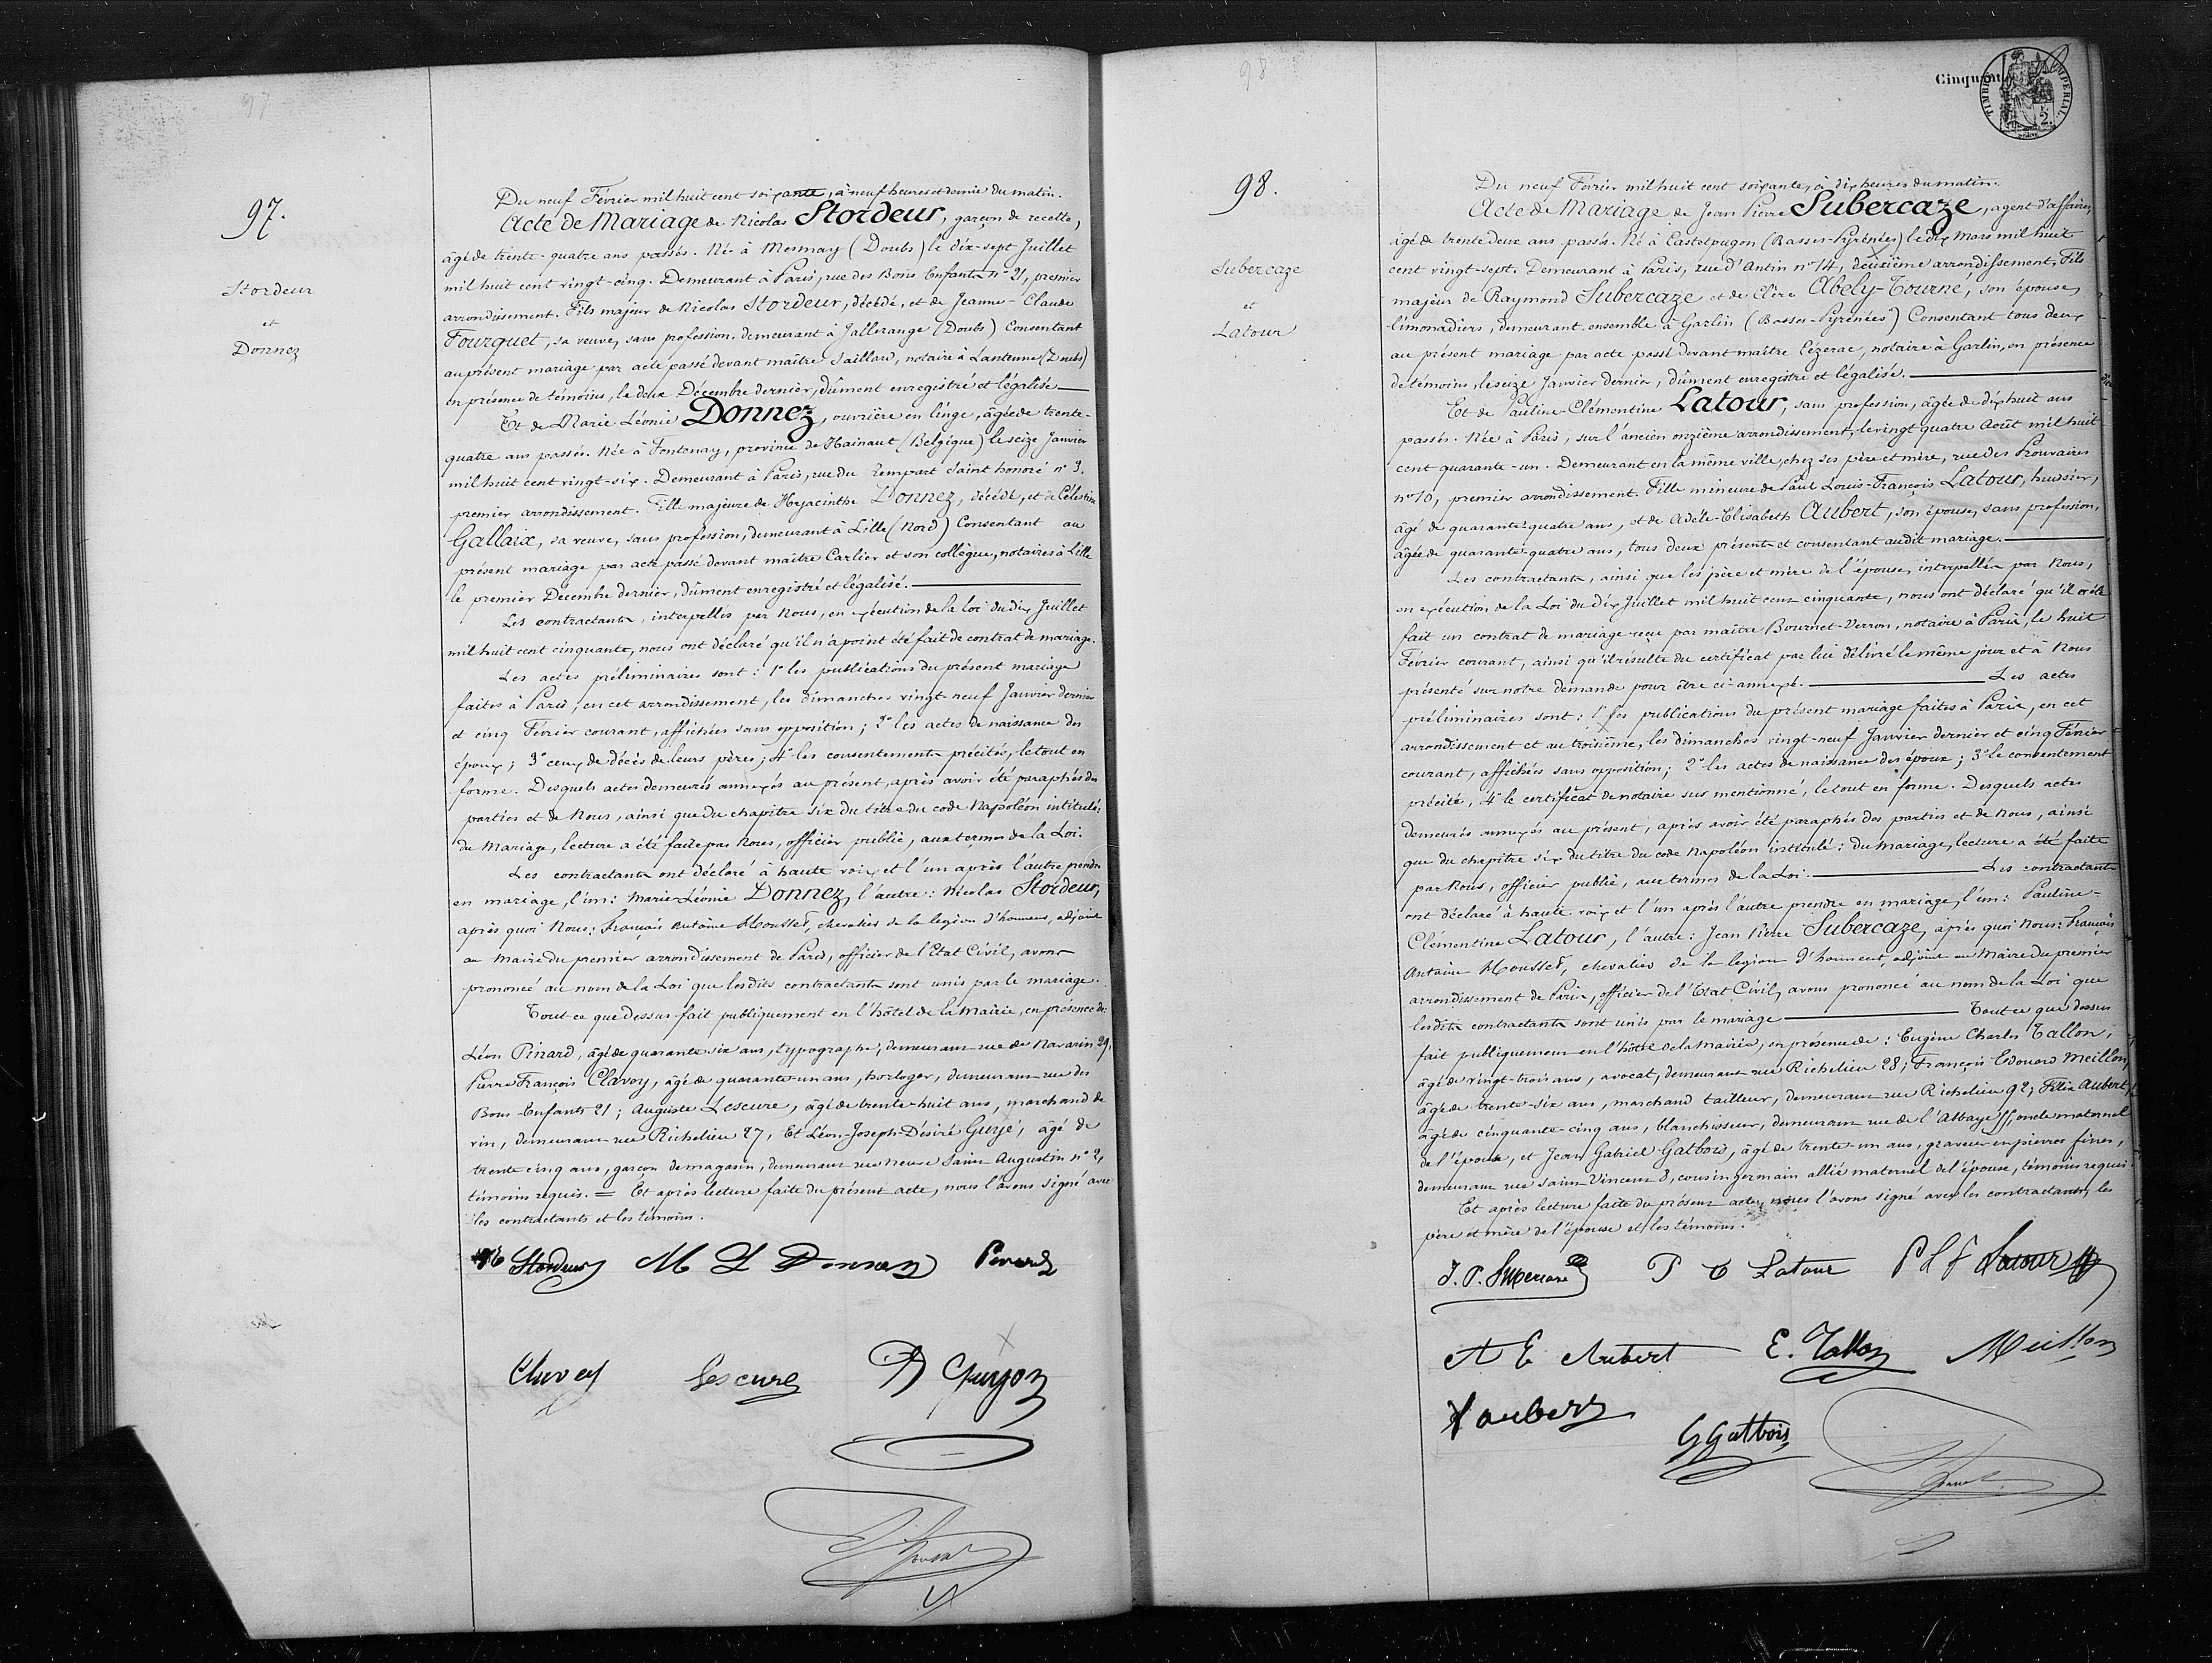 97
97.
Stordeur
et
Donnez
Du neuf Février mil huit cent soixante, à neuf heures et demie du matin.
Acte de Mariage de Nicolas Stordeur, garçon de recette,
âgé de trente-quatre ans passés. Né à Mesmay (Doubs) le dix-sept Juillet
mil huit cent vingt-cinq. Demeurant à Paris, rue des Bons Enfants n° 21, premier
arrondissement. Fils majeur de Nicolas Stordeur, décédé, et de Jeanne-Claude
Fourquet, sa veuve, sans profession, demeurant à Jallerange (Doubs) Consentant
au présent mariage par acte passé devant maître Saillard, notaire à Lantenne (Doubs)
en présence de témoins, le deux Décembre dernier, dûment enregistré et légalisé
Et de Marie Léonie Donnez, ouvrière en linge, âgée de trente-
quatre ans passés. Née à Fontenay, province de Hainaut (Belgique) le seize Janvier
mil huit cent vingt-six. Demeurant à Paris, rue du Rempart Saint honoré n° 9,
premier arrondissement. Fille majeure de Hyacinthe Donnez, décédé, et de Célestine
Gallaix, sa veuve, sans profession, demeurant à Lille (Nord) Consentant au
présent mariage par acte passé devant maître Carlier et son collègue, notaires à Lille
le premier Décembre dernier, dûment enregistré et légalisé.
Les contractants, interpellés par Nous, en exécution de la loi du dix Juillet
mil huit cent cinquante, nous ont déclaré qu'il n'a point été fait de contrat de mariage.
Les actes préliminaires sont : 1° les publications du présent mariage
faites à Paris, en cet arrondissement, les dimanches vingt-neuf Janvier dernier
et cinq Février courant, affichées sans opposition ; 2° les actes de naissance des
époux ; 3° ceux de décès de leurs pères ; 4° les consentements précités, le tout en
forme. Desquels actes demeurés annexés au présent, après avoir été paraphés des
parties et de Nous, ainsi que du chapitre six du titre du code Napoléon intitulé :
du Mariage, lecture a été faite par Nous, officier public, aux termes de la Loi.
Les contractants ont déclaré à haute voix et l'un après l'autre prendre
en mariage, l'un : Marie-Léonie Donnez, l'autre : Nicolas Stordeur,
après quoi Nous : François Antoine Mousset, chevalier de la legion d'honneur, adjoint
au Maire du premier arrondissement de Paris, officier de l'Etat Civil, avons
prononcé au nom de la Loi que lesdits contractants sont unis par le mariage.
Tout ce que dessus fait publiquement en l'hôtel de la Mairie, en présence de :
Léon Pinard, âgé de quarante six ans, typographe, demeurant rue de Navarin 29,
Pierre François Clavoy, âgé de quarante-un ans, horloger, demeurant rue des
Bons-Enfants 21 ; Auguste Lescure, âgé de trente-huit ans, marchand de
vin, demeurant rue Richelieu 27, Et Léon-Joseph-Désiré Guyé, âgé de
trente cinq ans, garçon de magasin, demeurant rue neuve Saint Augustin n° 2,
témoins requis. = Et après lecture faite du présent acte, nous l'avons signé avec
les contractants et les témoins.
Stordeur M L Donnez Pinard
Clavoy Lescure Guyon
98
Cinquante
TIMBRE IMPERIAL
2
98.
Subercaze
et
Latour
Du neuf Février mil huit cent soixante, à dix heures du matin.
Acte de Mariage de Jean Pierre Subercaze, agent d'affaires,
âgé de trente deux ans passés. Né à Castetpugon (Basses-Pyrénées) le dix Mars mil huit
cent vingt-sept. Demeurant à Paris, rue d'Antin n° 14, deuxième arrondissement, Fils
majeur de Raymond Subercaze et de Clère Abely-Tourné, son épouse,
limonadiers, demeurant ensemble à Garlin (Basses-Pyrénées) Consentant tous deux
au présent mariage par acte passé devant maître Cézerac, notaire à Garlin, en présence
de témoins, le seize Janvier dernier, dûment enregistré et légalisé.
Et de Pauline-Clémentine Latour, sans profession, âgée de dix huit ans
passés. Née à Paris, sur l'ancien onzième arrondissement, le vingt quatre Août mil huit
cent quarante-un. Demeurant en la même ville, chez ses père et mère, rue des Prouvaires
n° 10, premier arrondissement. Fille mineure de Paul Louis-François Latour, huissier,
âgé de quarante-quatre ans, et de Adèle-Elisabeth Aubert, son épouse, sans profession,
âgée de quarante-quatre ans, tous deux présents et consentant audit mariage.
Les contractants, ainsi que les père et mère de l'épouse, interpellés par Nous,
en exécution de la Loi du Dix Juillet mil huit cent cinquante, nous ont déclaré qu'il a été
fait un contrat de mariage reçu par maître Bournet-Verron, notaire à Paris, le huit
Février courant, ainsi qu'il résulte du certificat par lui délivré le même jour et à Nous
présenté sur notre demande pour être ci-annexé. Les actes
préliminaires sont : 1° les publications du présent mariage faites à Paris, en cet
arrondissement et au troisième, les dimanches vingt-neuf Janvier dernier et cinq Février
courant, affichées sans opposition ; 2° les actes de naissance des époux ; 3° le consentement
précité, 4° le certificat de notaire sus mentionné, le tout en forme. Desquels actes
demeurés annexés au présent, après avoir été paraphés des parties et de Nous, ainsi
que du chapitre six du titre du code Napoléon intitulé : du Mariage, lecture a été faite
par Nous, officier public, aux termes de la Loi. Les contractants
ont déclaré à haute voix et l'un après l'autre prendre en mariage, l'un : Pauline-
Clémentine Latour, l'autre : Jean Pierre Subercaze, après quoi Nous : François
Antoine Mousset, chevalier de la legion d'honneur, adjoint au Maire du premier
arrondissement de Paris, officier de l'Etat Civil, avons prononcé au nom de la Loi que
lesdits contractants sont unis par le mariage Tout ce que dessus
fait publiquement en l'hôtel de la Mairie, en présence de : Eugène Charles Tallon,
âgé de vingt-trois ans, avocat, demeurant rue Richelieu 28, François Edouard Meillon,
âgé de trente-six ans, marchand tailleur, demeurant rue Richelieu 92, Félix Aubert,
âgé de cinquante-cinq ans, blanchisseur, demeurant rue de l'Abbaye, oncle maternel
de l'épouse, et Jean Gabriel Gatbois, âgé de trente-un ans, graveur en pierres fines,
demeurant rue Saint Vincent 3, cousin germain allié maternel de l'épouse, témoins requis.
Et après lecture faite du présent acte, nous l'avons signé avec les contractants, les
père et mère de l'épouse et les témoins.
J. P. Subercaze P C Latour P L F Latour
A E Aubert E. Tallon Meillon
f aubert
G Gatbois